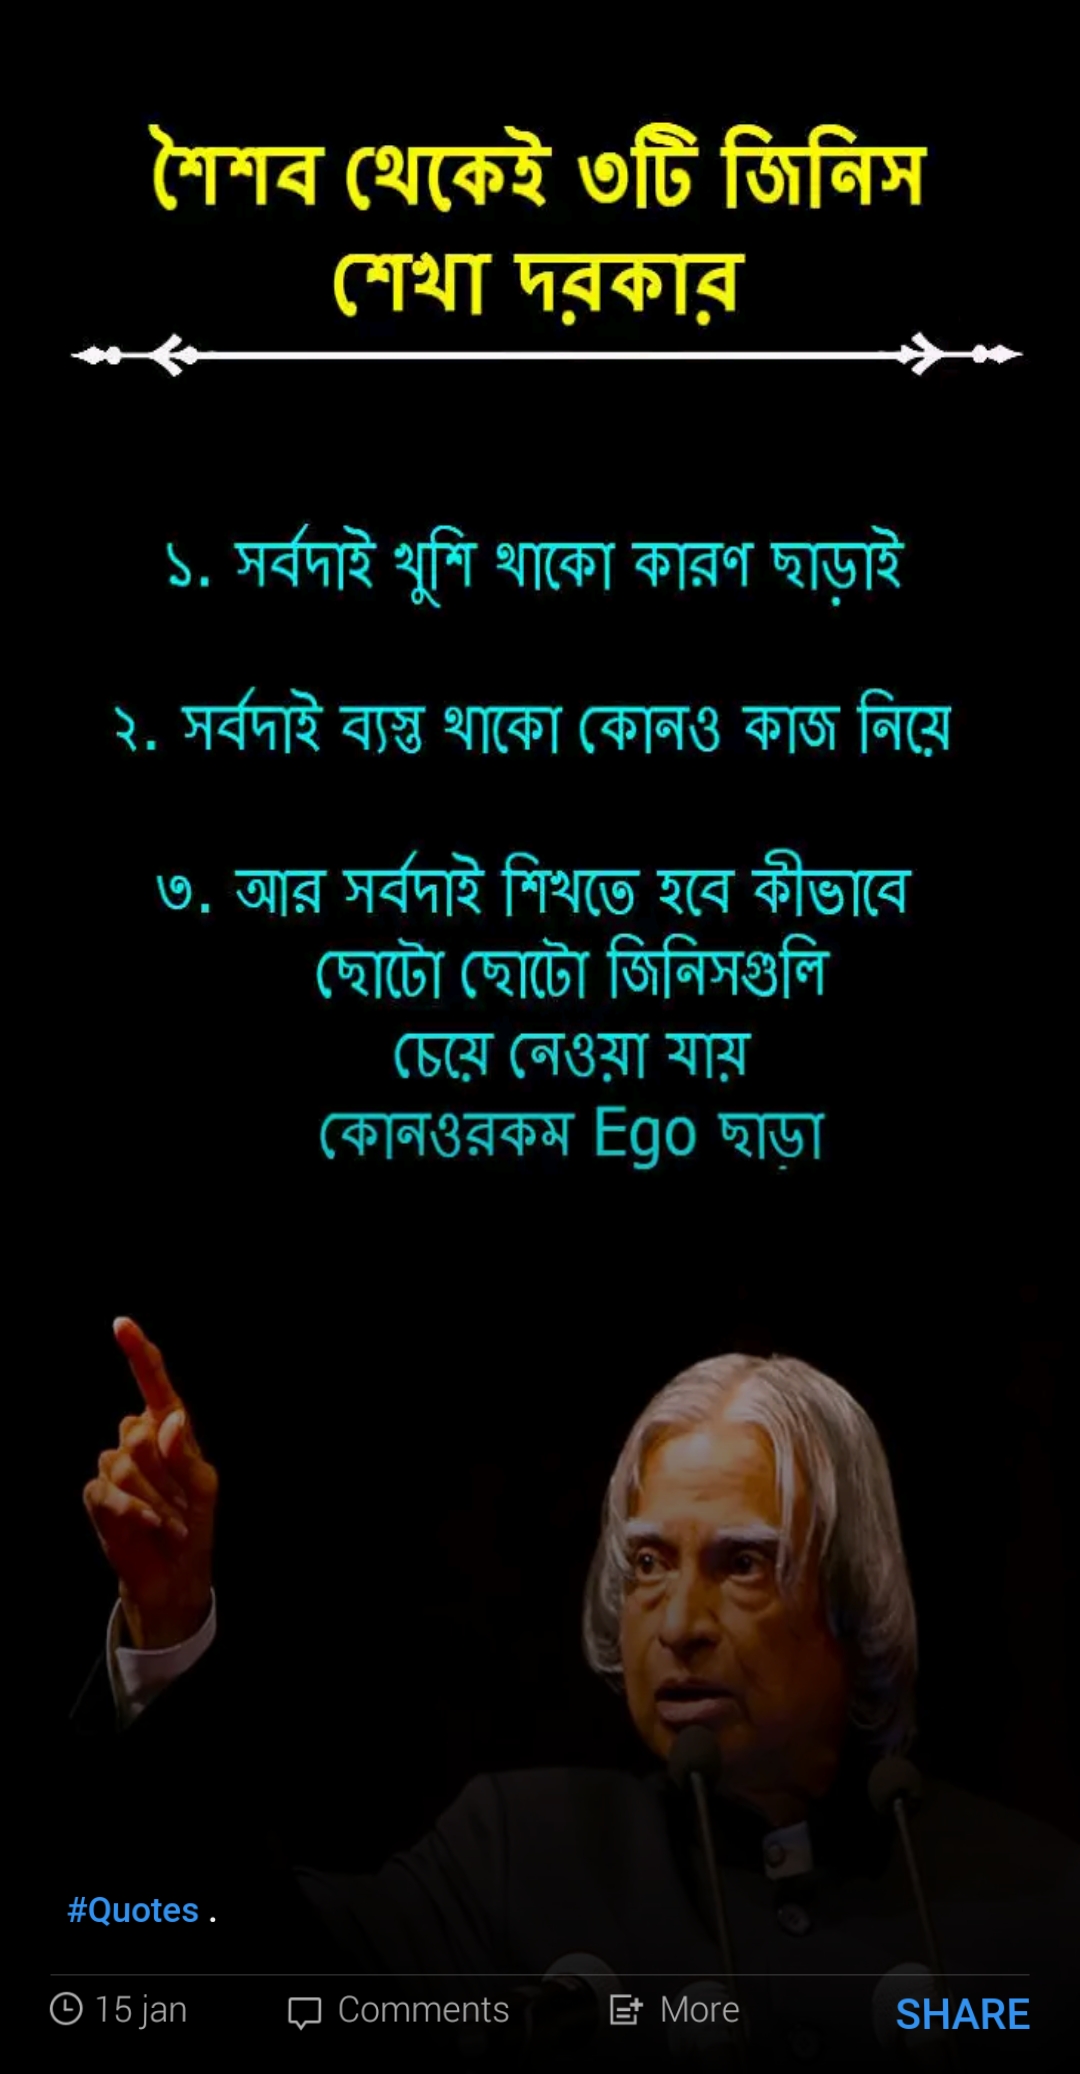 শৈশব থেকেই ৩টি জিনিস
শেখা দরকার
১. সর্বদাই খুশি থাকো কারণ ছাড়াই
২. সর্বদাই ব্যস্ত থাকো কোনও কাজ নিয়ে
৩. আর সর্বদাই শিখতে হবে কীভাবে
ছোটো ছোটো জিনিসগুলি
চেয়ে নেওয়া যায়
কোনওরকম Ego ছাড়া
#Quotes .
15 jan Comments More SHARE